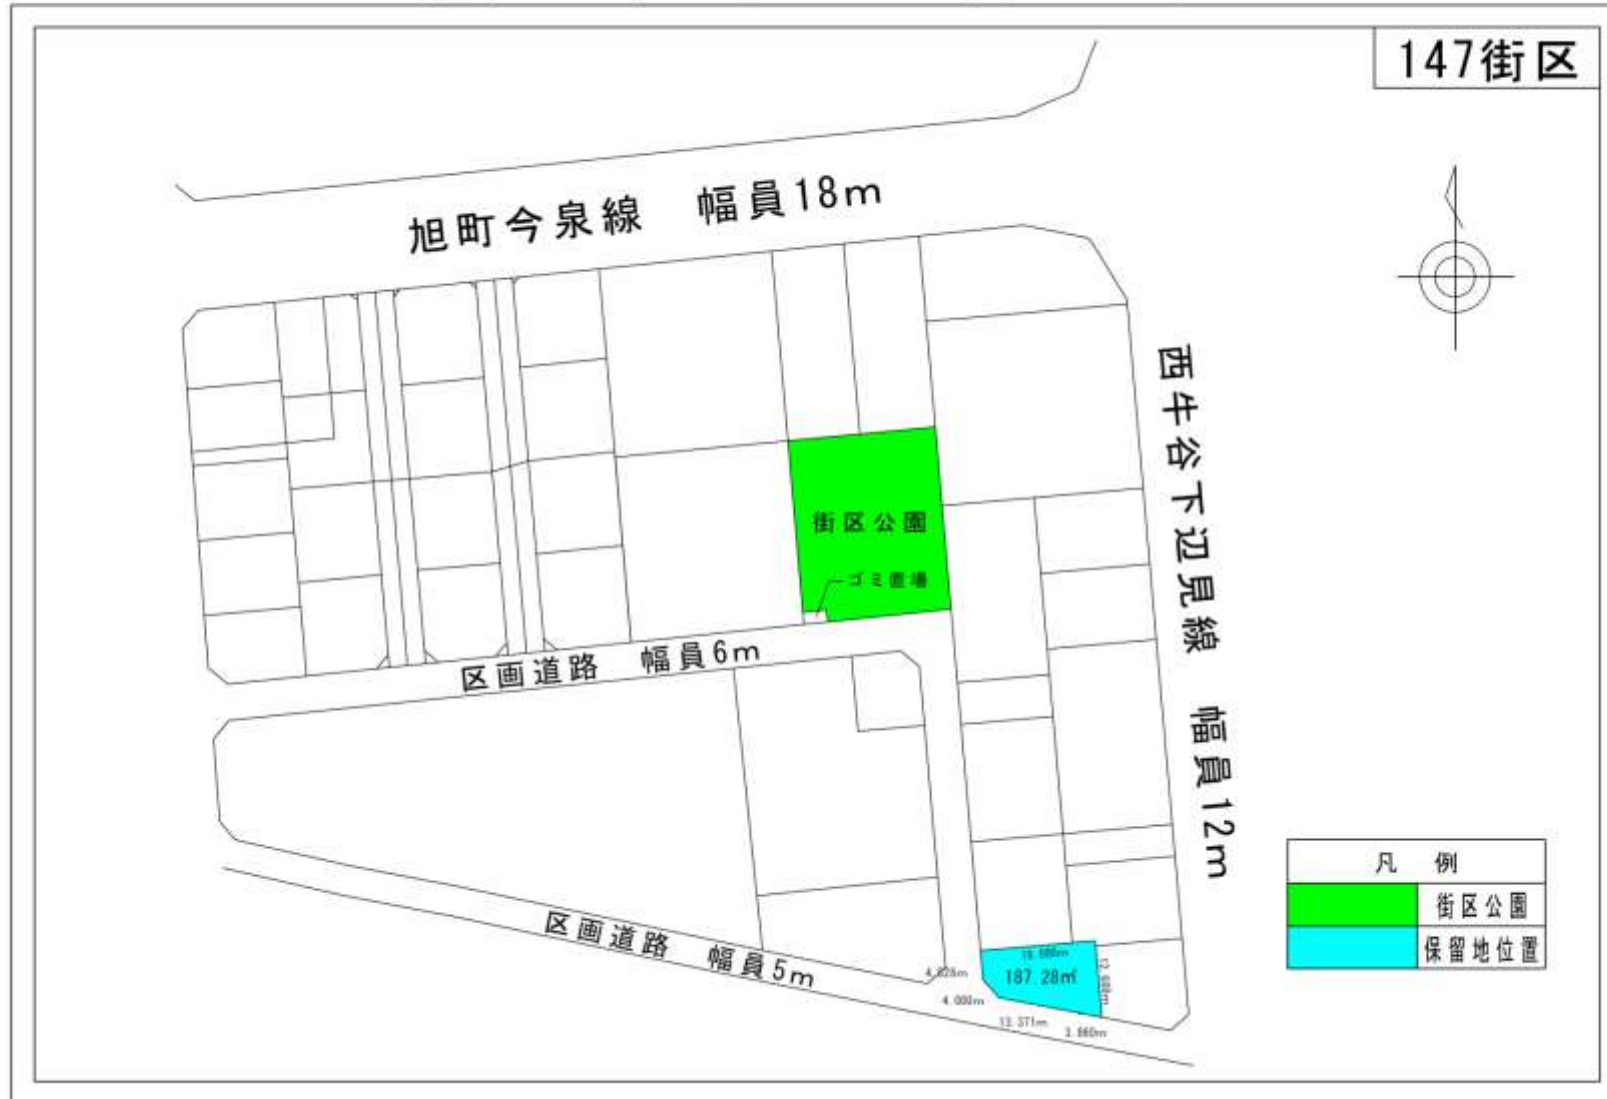 147街区
旭町今泉線 幅員18m
西牛谷下辺見線 幅員12m
街区公園
ゴミ置場
区画道路 幅員6m
区画道路 幅員5m
187.28㎡
4.000m
13.371m
凡 例
街区公園
保留地位置